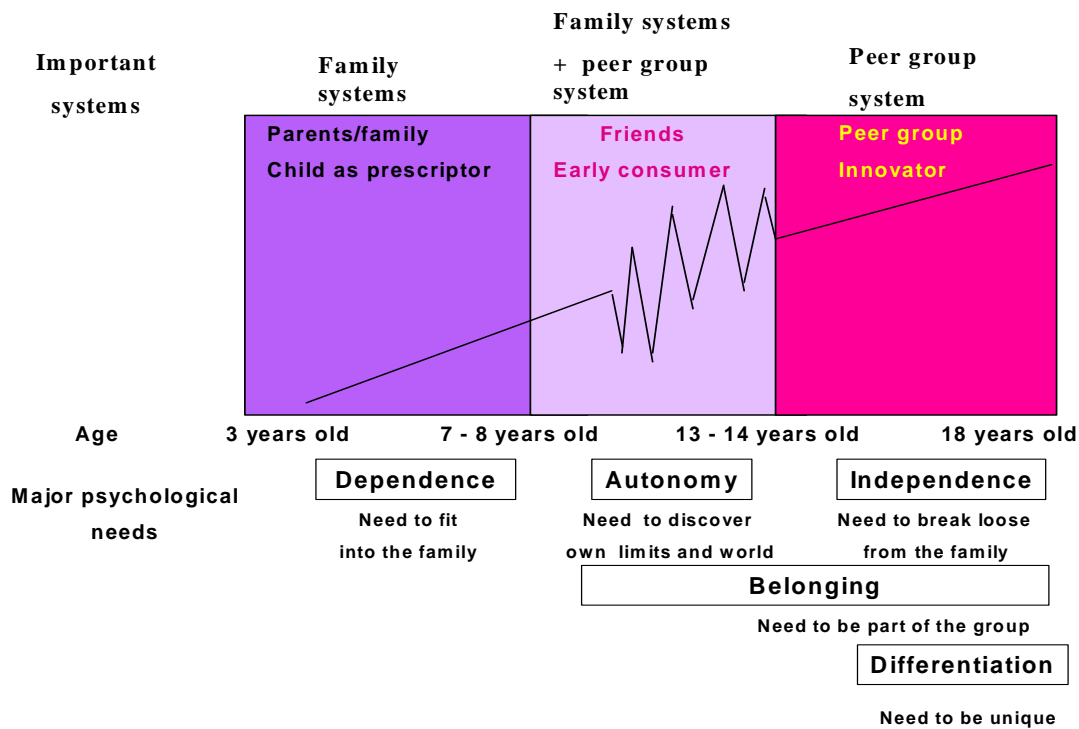 Important
systems
Family
systems
Family systems
+ peer group
system
Peer group
system
Parents/family
Child as prescriptor
Friends
Early consumer
Peer group
Innovator
Age
3 years old
7 - 8 years old
13 - 14 years old
18 years old
Major psychological
needs
Dependence
Need to fit
into the family
Autonomy
Need to discover
own limits and world
Independence
Need to break loose
from the family
Belonging
Need to be part of the group
Differentiation
Need to be unique